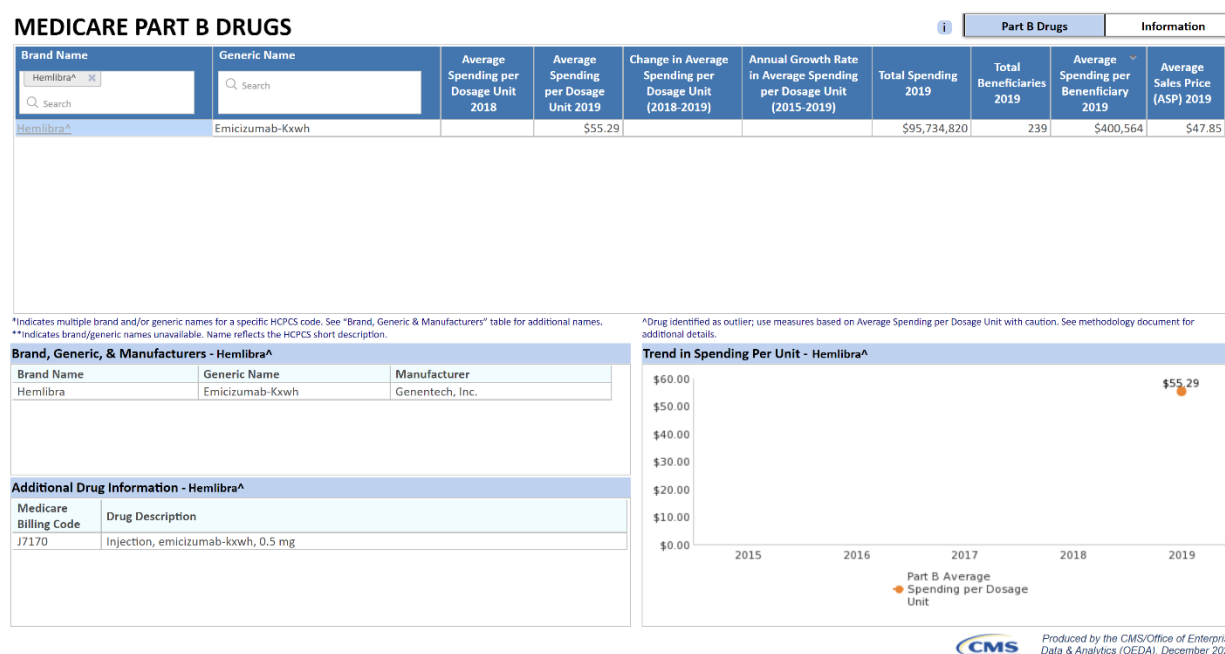 MEDICARE PART B DRUGS
i
Part B Drugs
Information
Brand Name
Hemlibra^ ×
Search
Generic Name
Search
Average
Spending per
Dosage Unit
2018
Average
Spending
per Dosage
Unit 2019
Change in Average
Spending per
Dosage Unit
(2018-2019)
Annual Growth Rate
in Average Spending
per Dosage Unit
(2015-2019)
Total Spending
2019
Total
Beneficiaries
2019
Average
Spending per
Benenficiary
2019
Average
Sales Price
(ASP) 2019
Hemlibra^ Emicizumab-Kxwh $55.29 $95,734,820 239 $400,564 $47.85
*Indicates multiple brand and/or generic names for a specific HCPCS code. See "Brand, Generic & Manufacturers" table for additional names.
**Indicates brand/generic names unavailable. Name reflects the HCPCS short description.
^Drug identified as outlier; use measures based on Average Spending per Dosage Unit with caution. See methodology document for
additional details.
Brand, Generic, & Manufacturers - Hemlibra^
Brand Name Generic Name Manufacturer
Hemlibra Emicizumab-Kxwh Genentech, Inc.
Additional Drug Information - Hemlibra^
Medicare
Billing Code
Drug Description
J7170 Injection, emicizumab-kxwh, 0.5 mg
Trend in Spending Per Unit - Hemlibra^
$60.00
$50.00
$40.00
$30.00
$20.00
$10.00
$0.00
$55.29
2015 2016 2017 2018 2019
Part B Average
Spending per Dosage
Unit
CMS
Produced by the CMS/Office of Enterpris
Data & Analytics (OEDA), December 202